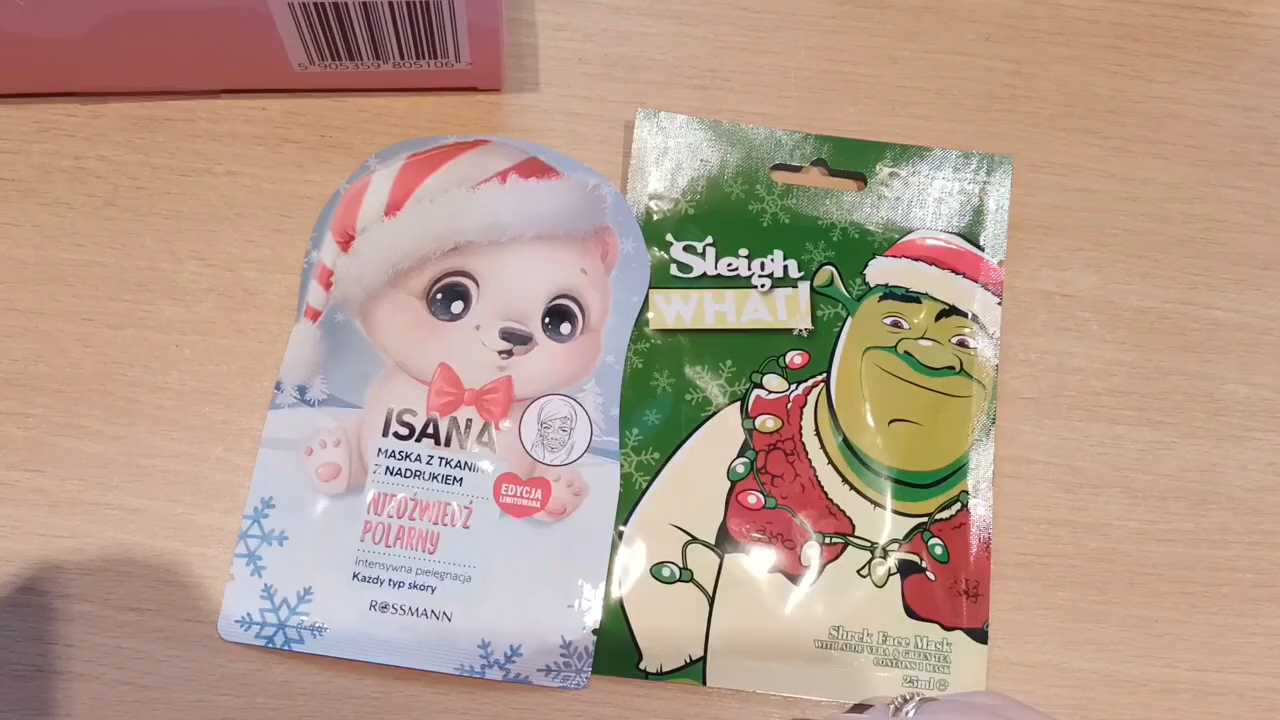 5 905359 805106 >
ISANA
MASKA Z TKANIN
Z NADRUKIEM
NIEDŹWIEDŹ
POLARNY
EDYCJA
LIMITOWANA
Intensywna pielęgnacja
Każdy typ skóry
ROSSMANN
Sleigh
WHAT!
Shrek Face Mask
WITH ALOE VERA & GREEN TEA
CONTAINS 1 MASK
25ml ℮